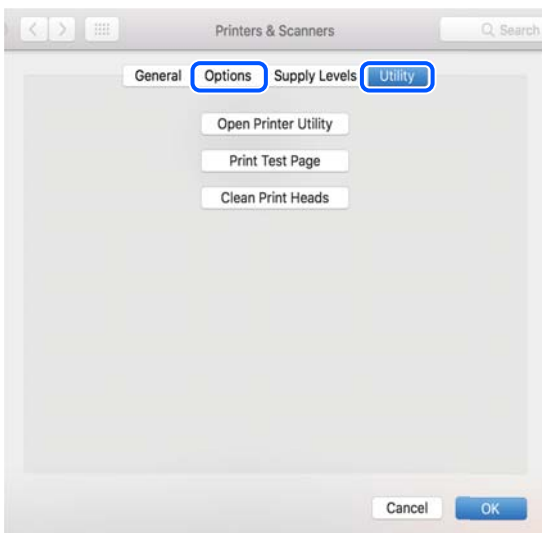 Printers & Scanners
Search
General Options Supply Levels Utility
Open Printer Utility
Print Test Page
Clean Print Heads
Cancel OK